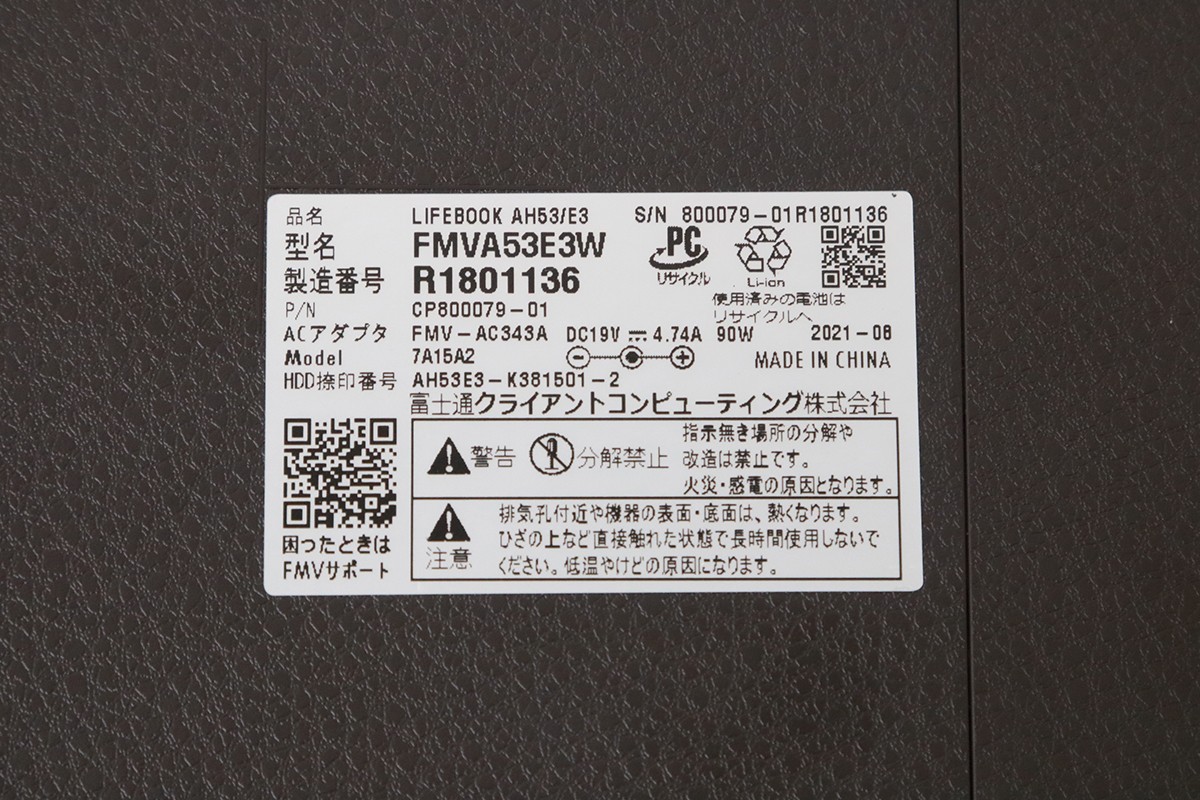 品名 LIFEBOOK AH53/E3 S/N 800079-01R1801136
型名 FMVA53E3W
製造番号 R1801136
PC
リサイクル
Li-ion
P/N CP800079-01
使用済みの電池は
リサイクルへ
ACアダプタ FMV-AC343A DC19V ⎓ 4.74A 90W 2021-08
Model 7A15A2 MADE IN CHINA
HDD捺印番号 AH53E3-K381501-2
富士通クライアントコンピューティング株式会社
警告 分解禁止
指示無き場所の分解や
改造は禁止です。
火災・感電の原因となります。
注意
排気孔付近や機器の表面・底面は、熱くなります。
ひざの上など直接触れた状態で長時間使用しないで
ください。低温やけどの原因になります。
困ったときは
FMVサポート